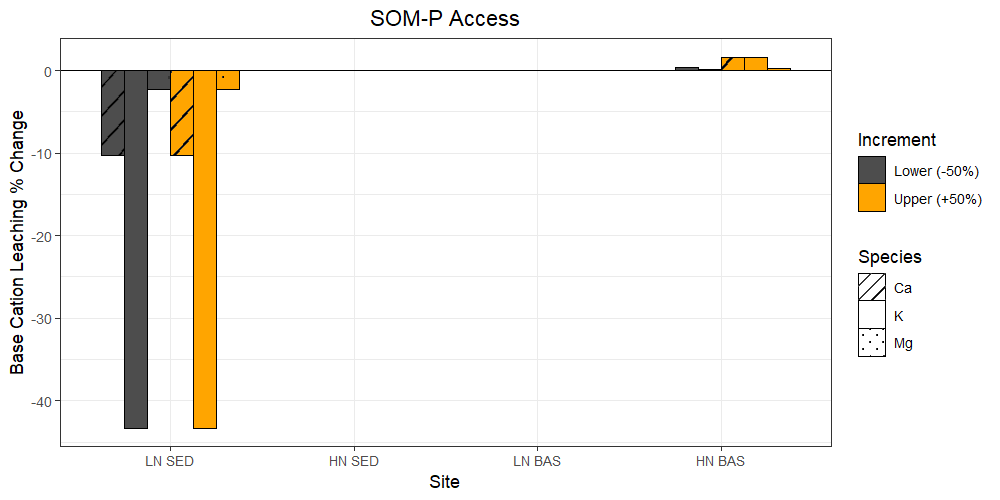 SOM-P Access
Base Cation Leaching % Change
0
-10
-20
-30
-40
LN SED
HN SED
LN BAS
HN BAS
Site
Increment
Lower (-50%)
Upper (+50%)
Species
Ca
K
Mg